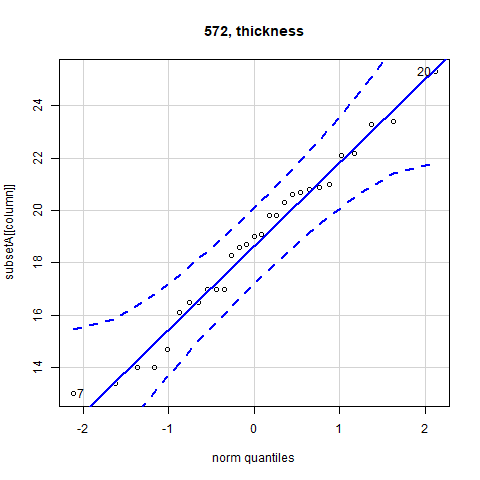 572, thickness
subsetA[[column]]
24
22
20
18
16
14
20
7
-2 -1 0 1 2
norm quantiles